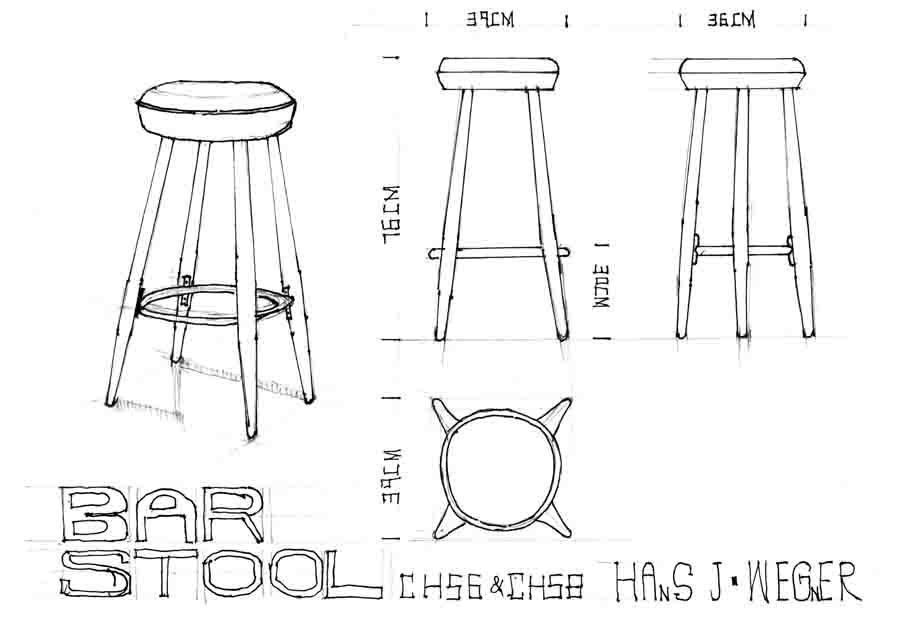 39CM
36CM
76CM
30CM
39CM
BAR
STOOL
CH56 & CH58
HANS J. WEGNER